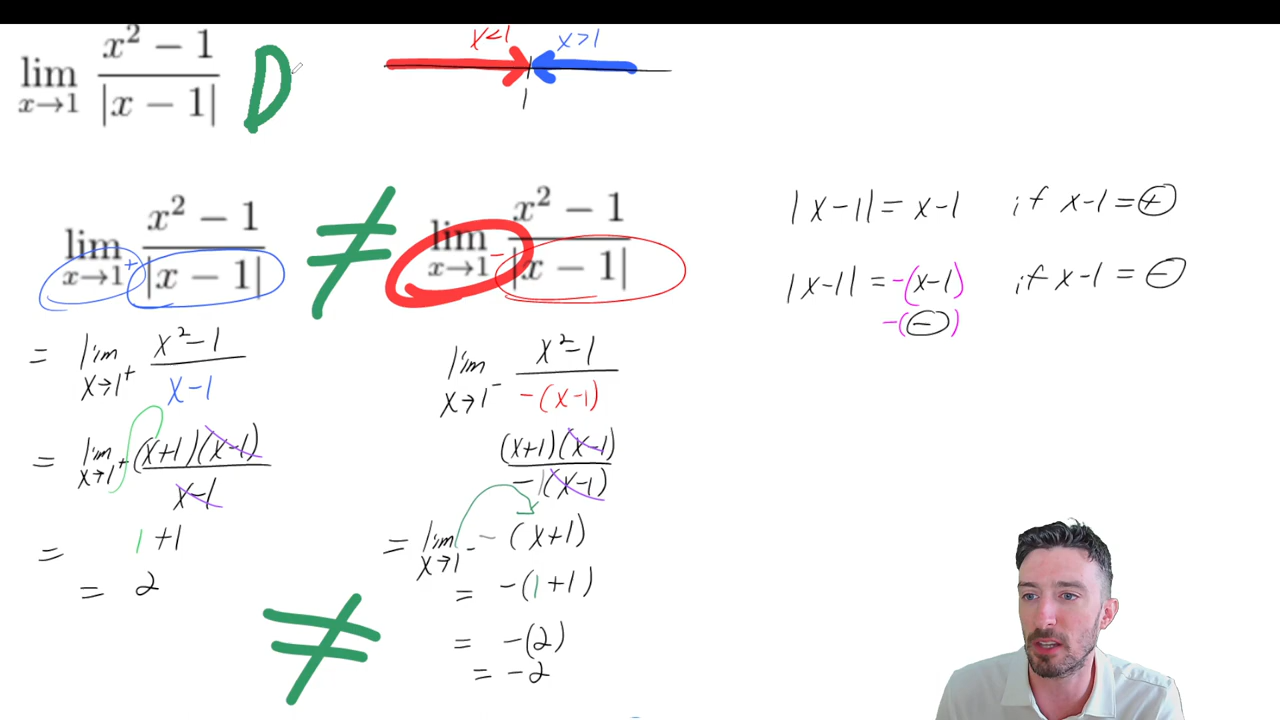 lim x→1 x² − 1 / |x − 1| D
x<1 x>1
1
lim x→1+ x² − 1 / |x − 1| ≠ lim x→1− x² − 1 / |x − 1|
|x−1| = x−1 if x−1 = +
|x−1| = −(x−1) if x−1 = −
−(−)
= lim x→1+ x²−1 / x−1
= lim x→1+ (x+1)(x−1) / x−1
= 1+1
= 2
≠
lim x→1− x²−1 / −(x−1)
(x+1)(x−1) / −1(x−1)
= lim x→1− −(x+1)
= −(1+1)
= −(2)
= −2